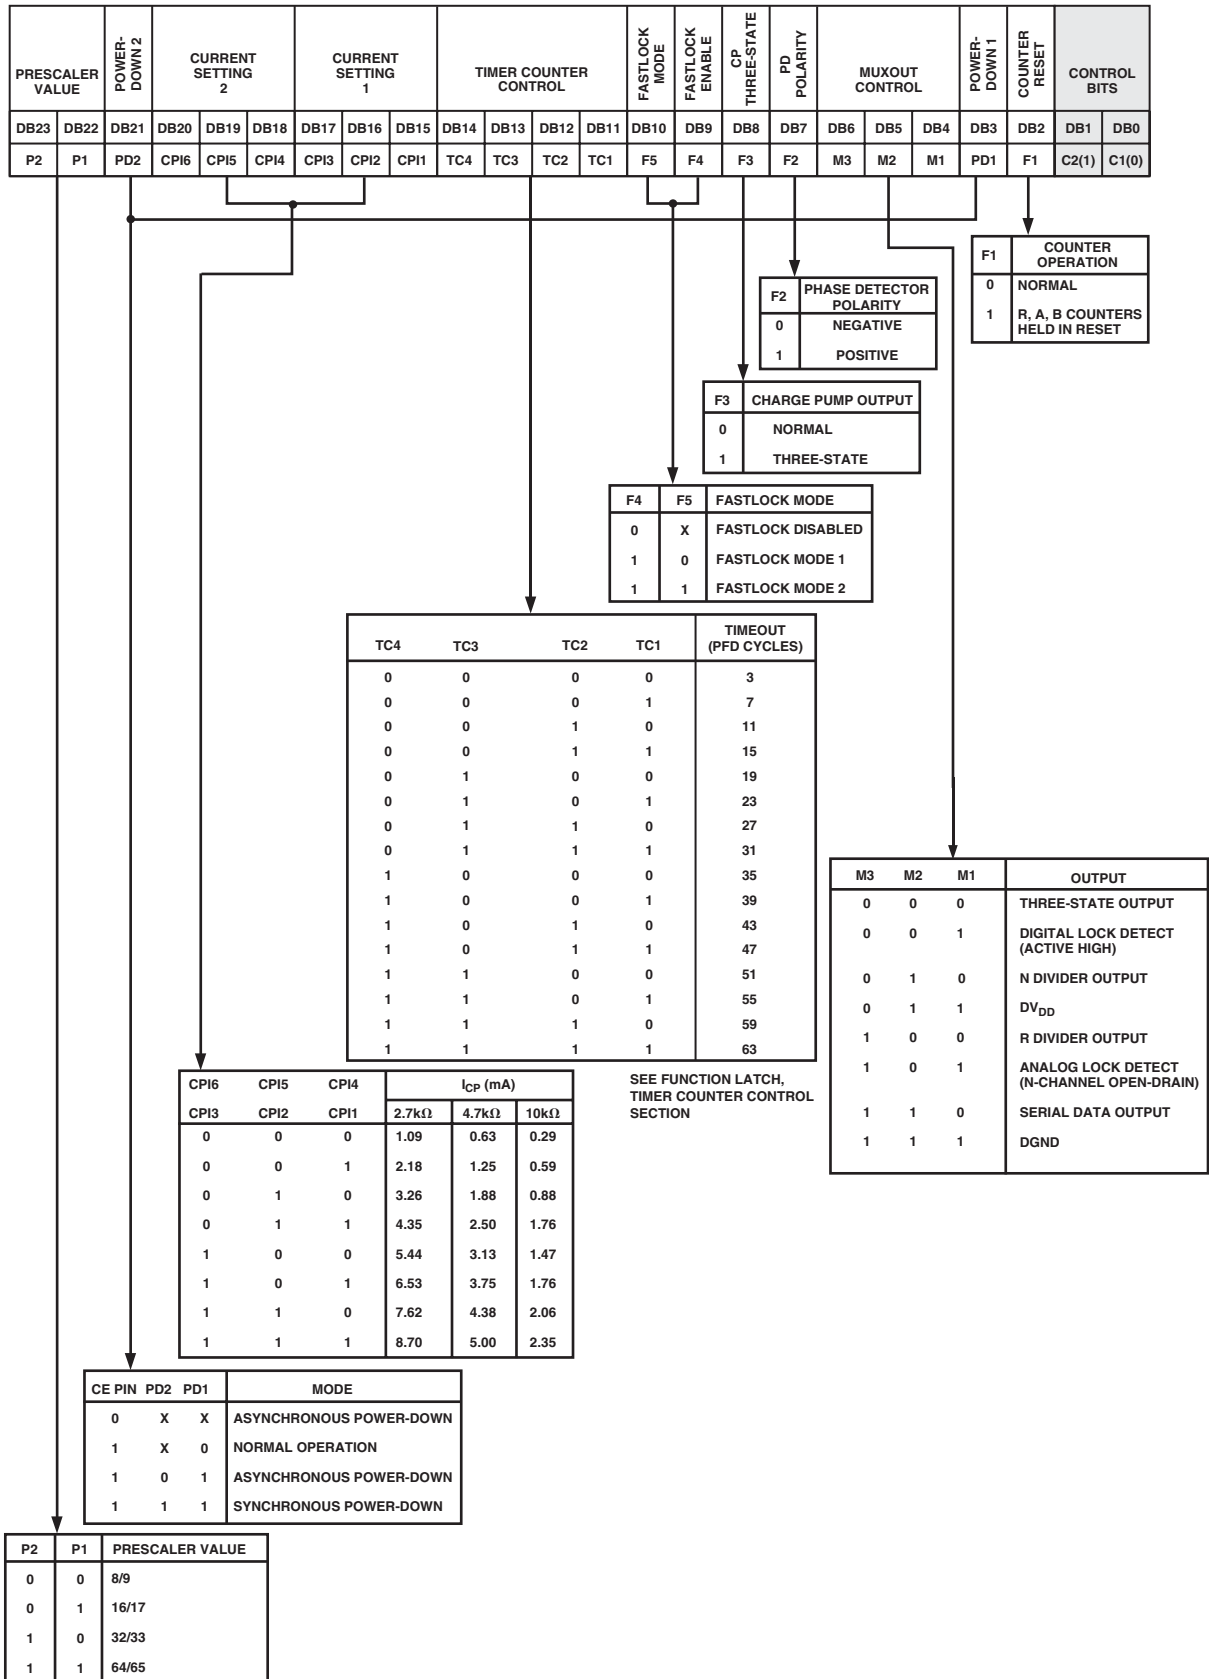 PRESCALER
VALUE
POWER-
DOWN 2
CURRENT
SETTING
2
CURRENT
SETTING
1
TIMER COUNTER
CONTROL
FASTLOCK
MODE
FASTLOCK
ENABLE
CP
THREE-STATE
PD
POLARITY
MUXOUT
CONTROL
POWER-
DOWN 1
COUNTER
RESET
CONTROL
BITS
DB23 DB22 DB21 DB20 DB19 DB18 DB17 DB16 DB15 DB14 DB13 DB12 DB11 DB10 DB9 DB8 DB7 DB6 DB5 DB4 DB3 DB2 DB1 DB0
P2 P1 PD2 CPI6 CPI5 CPI4 CPI3 CPI2 CPI1 TC4 TC3 TC2 TC1 F5 F4 F3 F2 M3 M2 M1 PD1 F1 C2(1) C1(0)
F1 COUNTER
OPERATION
0 NORMAL
1 R, A, B COUNTERS
HELD IN RESET
F2 PHASE DETECTOR
POLARITY
0 NEGATIVE
1 POSITIVE
F3 CHARGE PUMP OUTPUT
0 NORMAL
1 THREE-STATE
F4 F5 FASTLOCK MODE
0 X FASTLOCK DISABLED
1 0 FASTLOCK MODE 1
1 1 FASTLOCK MODE 2
TC4 TC3 TC2 TC1 TIMEOUT
(PFD CYCLES)
0 0 0 0 3
0 0 0 1 7
0 0 1 0 11
0 0 1 1 15
0 1 0 0 19
0 1 0 1 23
0 1 1 0 27
0 1 1 1 31
1 0 0 0 35
1 0 0 1 39
1 0 1 0 43
1 0 1 1 47
1 1 0 0 51
1 1 0 1 55
1 1 1 0 59
1 1 1 1 63
SEE FUNCTION LATCH,
TIMER COUNTER CONTROL
SECTION
M3 M2 M1 OUTPUT
0 0 0 THREE-STATE OUTPUT
0 0 1 DIGITAL LOCK DETECT
(ACTIVE HIGH)
0 1 0 N DIVIDER OUTPUT
0 1 1 DVDD
1 0 0 R DIVIDER OUTPUT
1 0 1 ANALOG LOCK DETECT
(N-CHANNEL OPEN-DRAIN)
1 1 0 SERIAL DATA OUTPUT
1 1 1 DGND
CPI6 CPI5 CPI4 ICP (mA)
CPI3 CPI2 CPI1 2.7kΩ 4.7kΩ 10kΩ
0 0 0 1.09 0.63 0.29
0 0 1 2.18 1.25 0.59
0 1 0 3.26 1.88 0.88
0 1 1 4.35 2.50 1.76
1 0 0 5.44 3.13 1.47
1 0 1 6.53 3.75 1.76
1 1 0 7.62 4.38 2.06
1 1 1 8.70 5.00 2.35
CE PIN PD2 PD1 MODE
0 X X ASYNCHRONOUS POWER-DOWN
1 X 0 NORMAL OPERATION
1 0 1 ASYNCHRONOUS POWER-DOWN
1 1 1 SYNCHRONOUS POWER-DOWN
P2 P1 PRESCALER VALUE
0 0 8/9
0 1 16/17
1 0 32/33
1 1 64/65